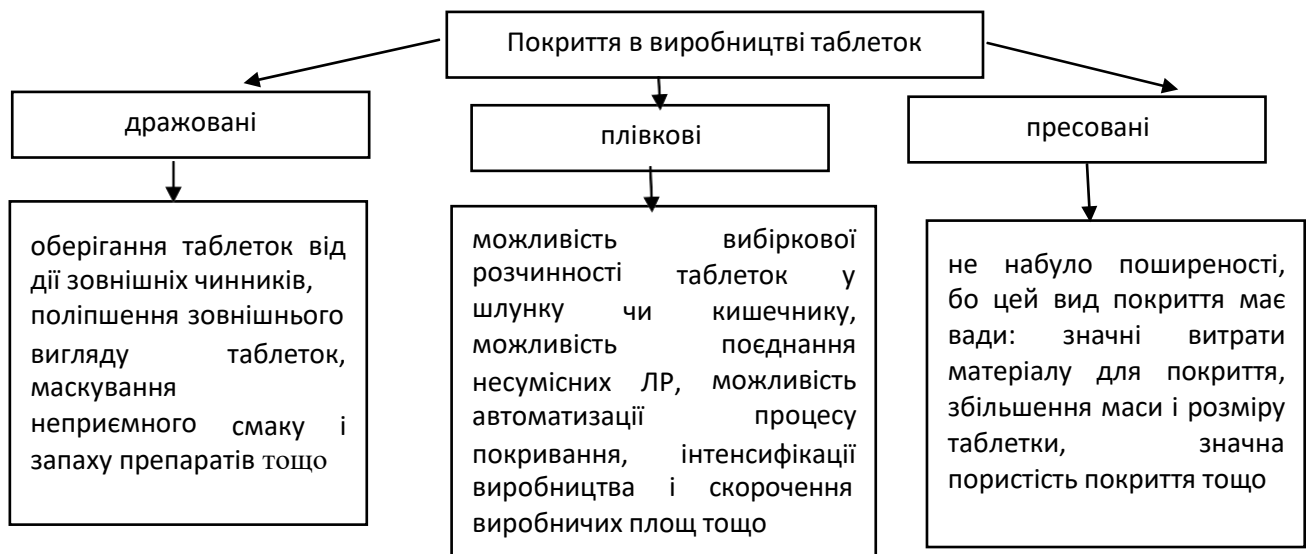 Покриття в виробництві таблеток
дражовані
плівкові
пресовані
оберігання таблеток від
дії зовнішніх чинників,
поліпшення зовнішнього
вигляду таблеток,
маскування
неприємного смаку і
запаху препаратів тощо
можливість вибіркової
розчинності таблеток у
шлунку чи кишечнику,
можливість поєднання
несумісних ЛР, можливість
автоматизації процесу
покривання, інтенсифікації
виробництва і скорочення
виробничих площ тощо
не набуло поширеності,
бо цей вид покриття має
вади: значні витрати
матеріалу для покриття,
збільшення маси і розміру
таблетки, значна
пористість покриття тощо